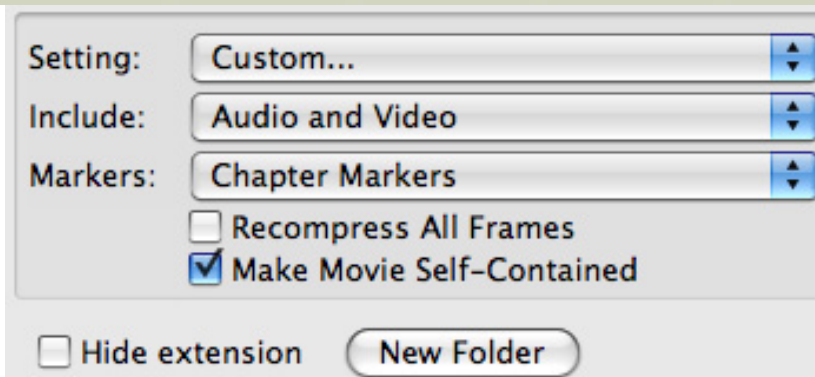 Setting: Custom...
Include: Audio and Video
Markers: Chapter Markers
Recompress All Frames
Make Movie Self-Contained
Hide extension New Folder